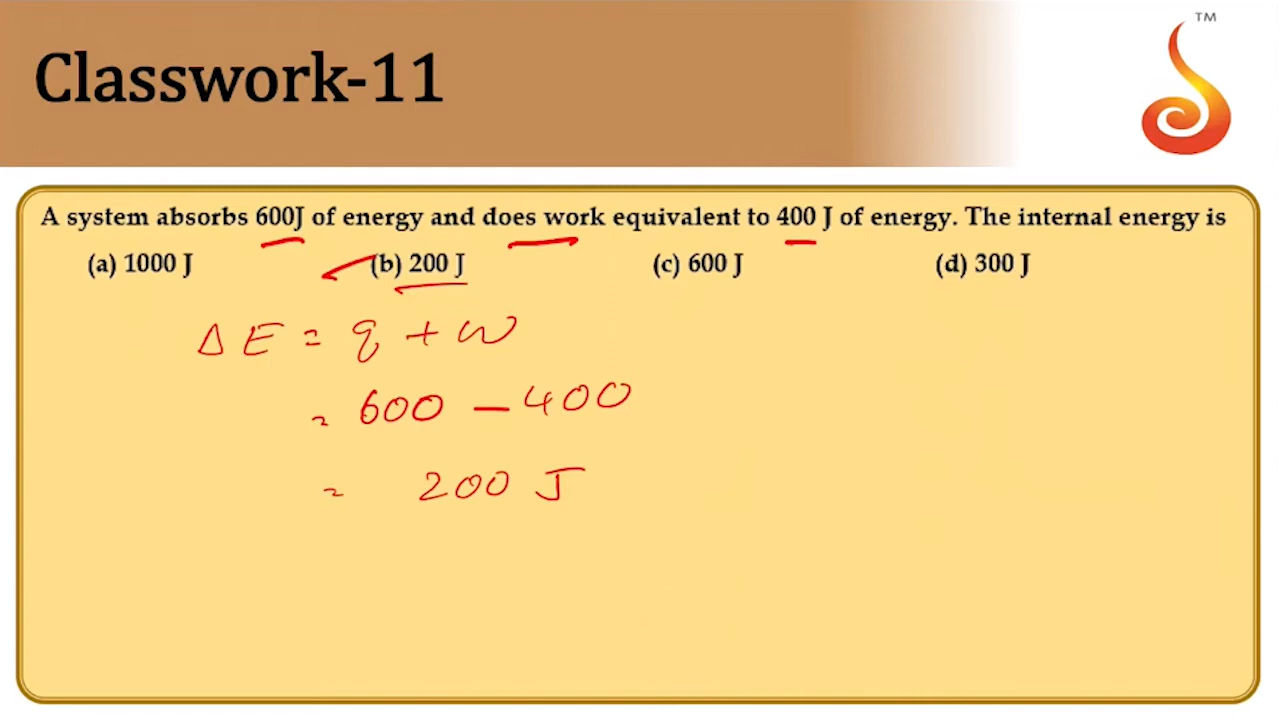 TM
Classwork-11
A system absorbs 600J of energy and does work equivalent to 400 J of energy. The internal energy is
(a) 1000 J (b) 200 J (c) 600 J (d) 300 J
Δ E = q + w
= 600 - 400
= 200 J